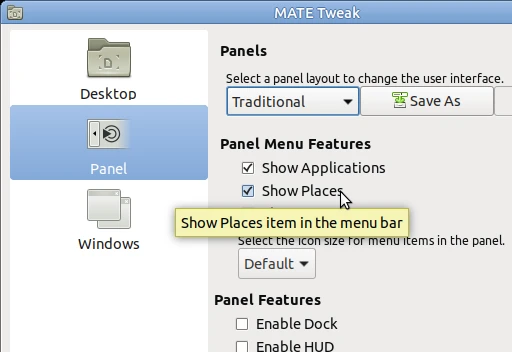 MATE Tweak
Desktop
Panel
Windows
Panels
Select a panel layout to change the user interface.
Traditional
Save As
Panel Menu Features
Show Applications
Show Places
Show Places item in the menu bar
Select the icon size for menu items in the panel.
Default
Panel Features
Enable Dock
Enable HUD